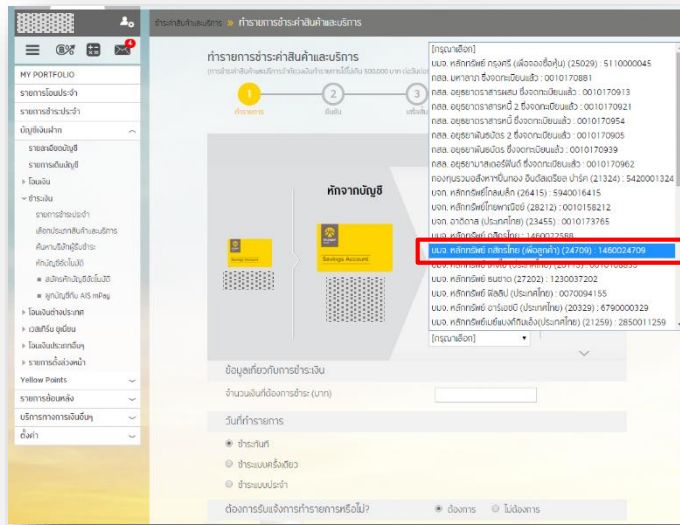 ชำระค่าสินค้าและบริการ » ทำรายการชำระค่าสินค้าและบริการ
4
MY PORTFOLIO
รายการโอนประจำ
รายการชำระประจำ
บัญชีเงินฝาก
รายละเอียดบัญชี
รายการเดินบัญชี
โอนเงิน
ชำระเงิน
รายการชำระประจำ
เลือกประเภทสินค้าและบริการ
ค้นหาบริษัทผู้รับชำระ
หักบัญชีอัตโนมัติ
สมัครหักบัญชีอัตโนมัติ
ผูกบัญชีกับ AIS mPay
โอนเงินต่างประเทศ
เวสเทิร์น ยูเนี่ยน
โอนเงินประเภทอื่นๆ
รายการตั้งล่วงหน้า
Yellow Points
รายการย้อนหลัง
บริการทางการเงินอื่นๆ
ตั้งค่า
ทำรายการชำระค่าสินค้าและบริการ
1
2
3
ทำรายการ
ยืนยัน
หักจากบัญชี
Savings Account
Savings Account
[กรุณาเลือก]
บมจ. หลักทรัพย์ กรุงศรี (เพื่อจองซื้อหุ้น) (25029) : 5110000045
กสล. มหาลาภ ซึ่งจดทะเบียนแล้ว : 0010170881
กสล. อยุธยาตราสารผสม ซึ่งจดทะเบียนแล้ว : 0010170913
กสล. อยุธยาตราสารหนี้ 2 ซึ่งจดทะเบียนแล้ว : 0010170921
กสล. อยุธยาตราสารหนี้ ซึ่งจดทะเบียนแล้ว : 0010170954
กสล. อยุธยาพันธบัตร 2 ซึ่งจดทะเบียนแล้ว : 0010170905
กสล. อยุธยาพันธบัตร ซึ่งจดทะเบียนแล้ว : 0010170939
กสล. อยุธยามาสเตอร์ฟันด์ ซึ่งจดทะเบียนแล้ว : 0010170962
กองทุนรวมอสังหาฯปิ่นทอง อินดัสเตรียล ปาร์ค (21324) : 5420001324
บจก. หลักทรัพย์โกลเบล็ก (26415) : 5940016415
บจก. หลักทรัพย์ไทยพาณิชย์ (28212) : 0010158212
บจก. อาดิดาส (ประเทศไทย) (23455) : 0010173765
บมจ. หลักทรัพย์ กสิกรไทย : 1460022588
บมจ. หลักทรัพย์ กสิกรไทย (เพื่อลูกค้า) (24709) : 1460024709
บมจ. หลักทรัพย์ ธนชาต (27202) : 1230037202
บมจ. หลักทรัพย์ ฟิลลิป (ประเทศไทย) : 0070094155
บมจ. หลักทรัพย์ อาร์เอชบี (ประเทศไทย) (20329) : 6790000329
บมจ. หลักทรัพย์เมย์แบงก์กิมเอ็ง(ประเทศไทย) (21259) : 2850011259
[กรุณาเลือก]
ข้อมูลเกี่ยวกับการชำระเงิน
จำนวนเงินที่ต้องการชำระ (บาท)
วันที่ทำรายการ
ชำระทันที
ชำระแบบครั้งเดียว
ชำระแบบประจำ
ต้องการรับแจ้งการทำรายการหรือไม่? ต้องการ ไม่ต้องการ